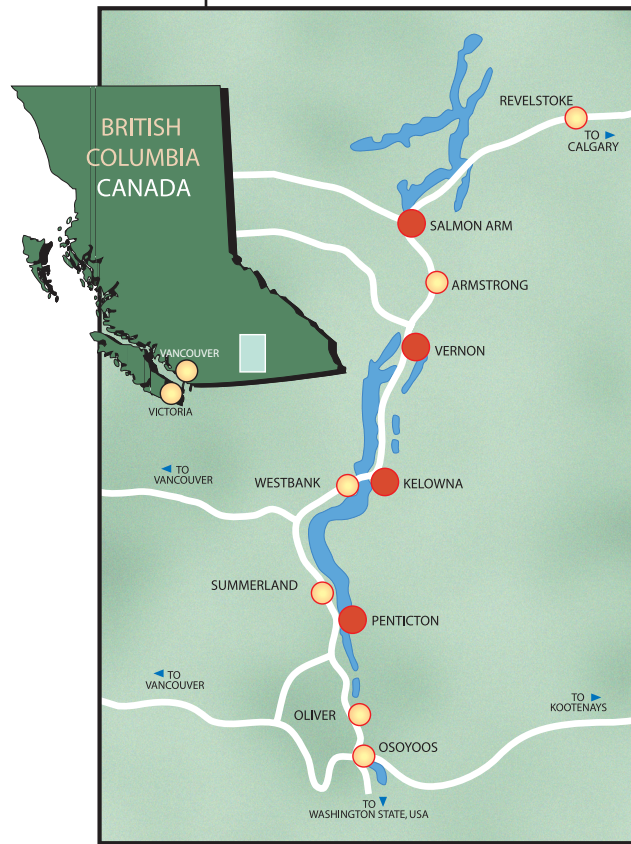 BRITISH
COLUMBIA
CANADA
VANCOUVER
VICTORIA
REVELSTOKE
TO
CALGARY
SALMON ARM
ARMSTRONG
VERNON
TO
VANCOUVER
WESTBANK
KELOWNA
SUMMERLAND
PENTICTON
TO
VANCOUVER
TO
KOOTENAYS
OLIVER
OSOYOOS
TO
WASHINGTON STATE, USA